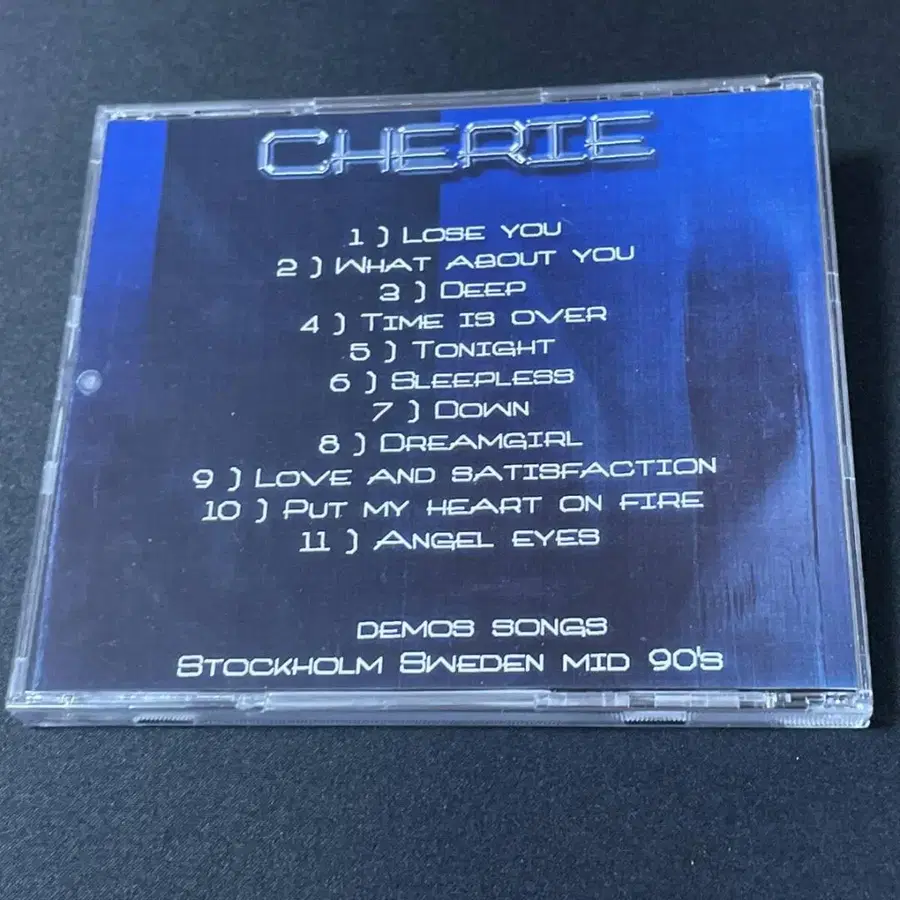 CHERIE
1 ) LOSE YOU
2 ) WHAT ABOUT YOU
3 ) DEEP
4 ) TIME IS OVER
5 ) TONIGHT
6 ) SLEEPLESS
7 ) DOWN
8 ) DREAMGIRL
9 ) LOVE AND SATISFACTION
10 ) PUT MY HEART ON FIRE
11 ) ANGEL EYES
DEMOS SONGS
STOCKHOLM SWEDEN MID 90's